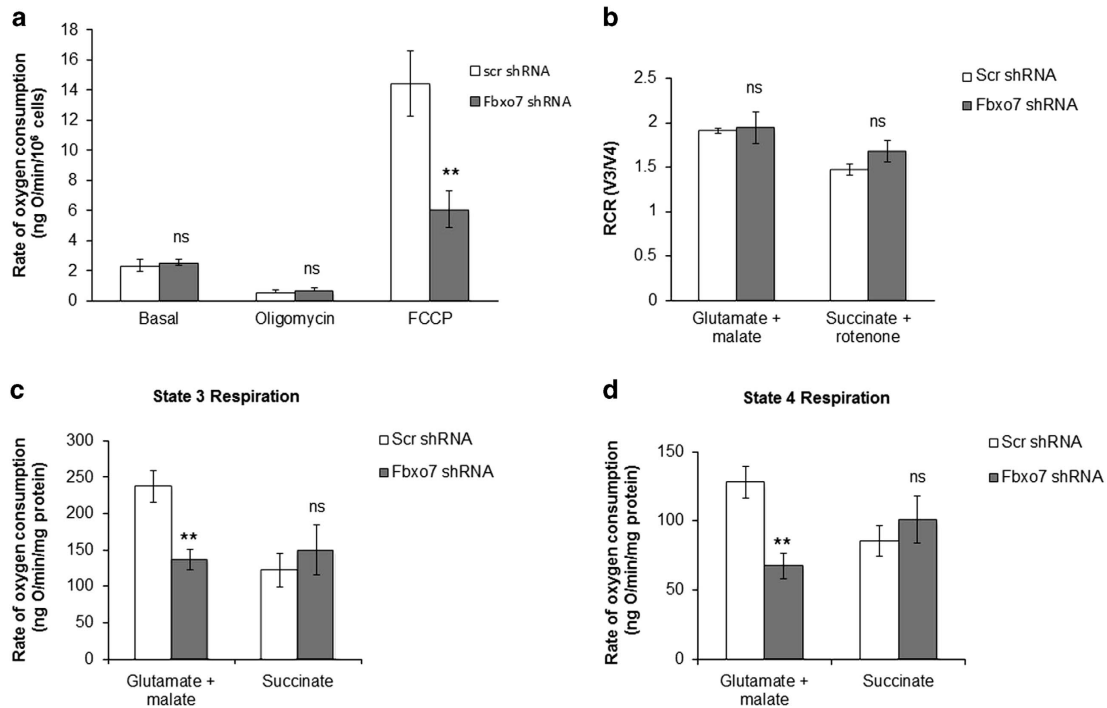 a
Rate of oxygen consumption
(ng O/min/10⁶ cells)
18
16
14
12
10
8
6
4
2
0
scr shRNA
Fbxo7 shRNA
ns
ns
**
Basal
Oligomycin
FCCP
b
RCR (V3/V4)
2.5
2
1.5
1
0.5
0
Scr shRNA
Fbxo7 shRNA
ns
ns
Glutamate +
malate
Succinate +
rotenone
c
State 3 Respiration
Rate of oxygen consumption
(ng O/min/mg protein)
300
250
200
150
100
50
0
Scr shRNA
Fbxo7 shRNA
**
ns
Glutamate +
malate
Succinate
d
State 4 Respiration
Rate of oxygen consumption
(ng O/min/mg protein)
150
100
50
0
Scr shRNA
Fbxo7 shRNA
**
ns
Glutamate +
malate
Succinate